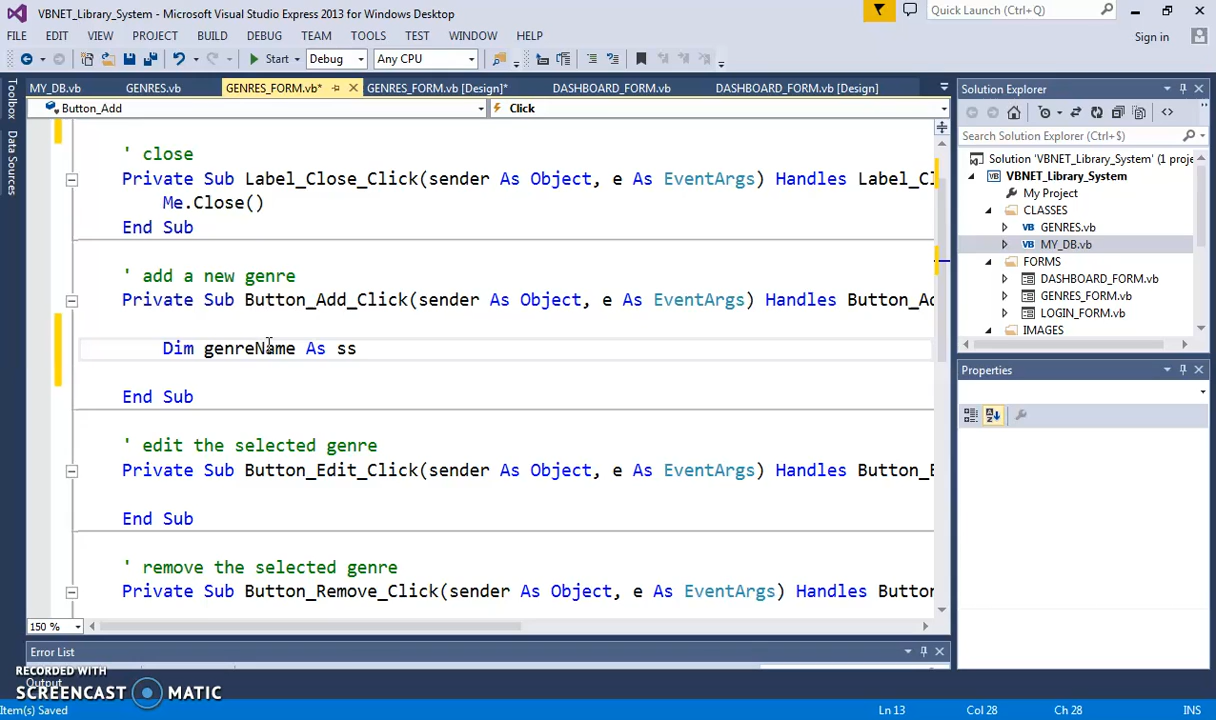 VBNET_Library_System - Microsoft Visual Studio Express 2013 for Windows Desktop
Quick Launch (Ctrl+Q)
FILE EDIT VIEW PROJECT BUILD DEBUG TEAM TOOLS TEST WINDOW HELP
Sign in
Start Debug Any CPU
MY_DB.vb GENRES.vb GENRES_FORM.vb* GENRES_FORM.vb [Design]* DASHBOARD_FORM.vb DASHBOARD_FORM.vb [Design]
Button_Add Click
' close
Private Sub Label_Close_Click(sender As Object, e As EventArgs) Handles Label_Cl
Me.Close()
End Sub
' add a new genre
Private Sub Button_Add_Click(sender As Object, e As EventArgs) Handles Button_Ad
Dim genreName As ss
End Sub
' edit the selected genre
Private Sub Button_Edit_Click(sender As Object, e As EventArgs) Handles Button_E
End Sub
' remove the selected genre
Private Sub Button_Remove_Click(sender As Object, e As EventArgs) Handles Button
150 %
Error List
Output
Toolbox
Data Sources
Solution Explorer
Search Solution Explorer (Ctrl+$)
Solution 'VBNET_Library_System' (1 proje
VBNET_Library_System
My Project
CLASSES
VB GENRES.vb
VB MY_DB.vb
FORMS
DASHBOARD_FORM.vb
GENRES_FORM.vb
LOGIN_FORM.vb
IMAGES
Properties
RECORDED WITH
SCREENCAST MATIC
Item(s) Saved Ln 13 Col 28 Ch 28 INS